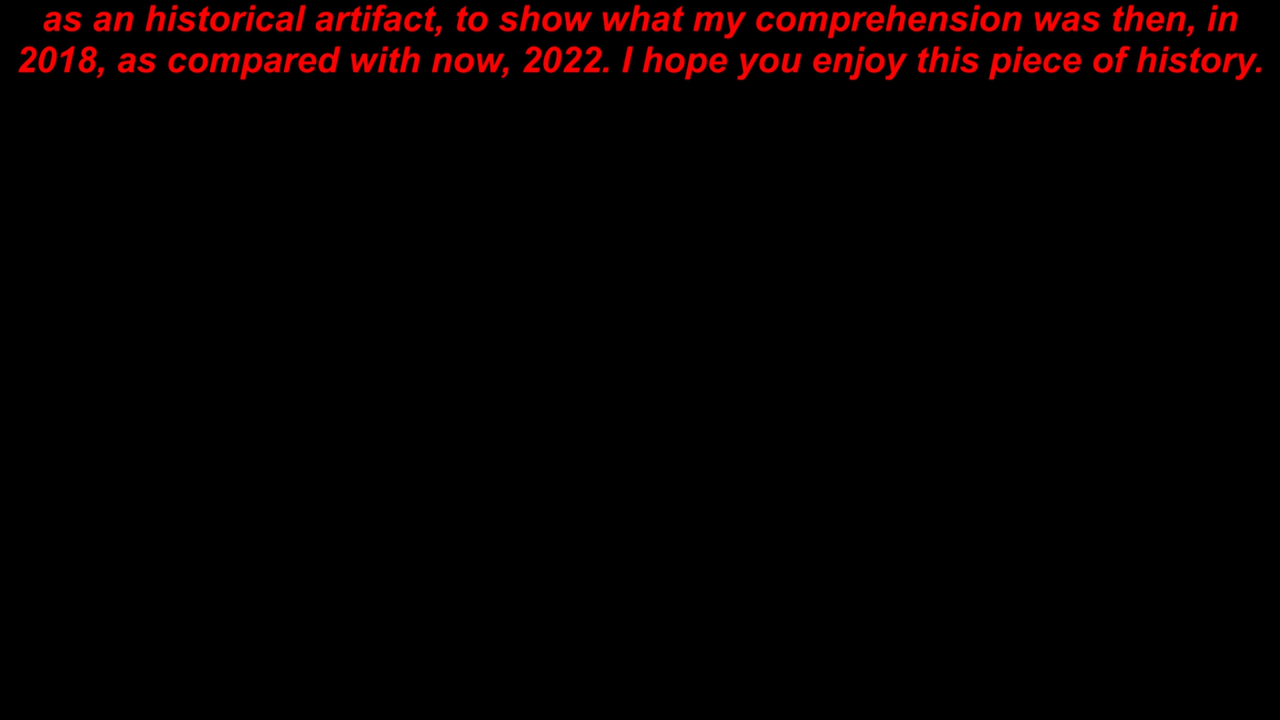 as an historical artifact, to show what my comprehension was then, in
2018, as compared with now, 2022. I hope you enjoy this piece of history.